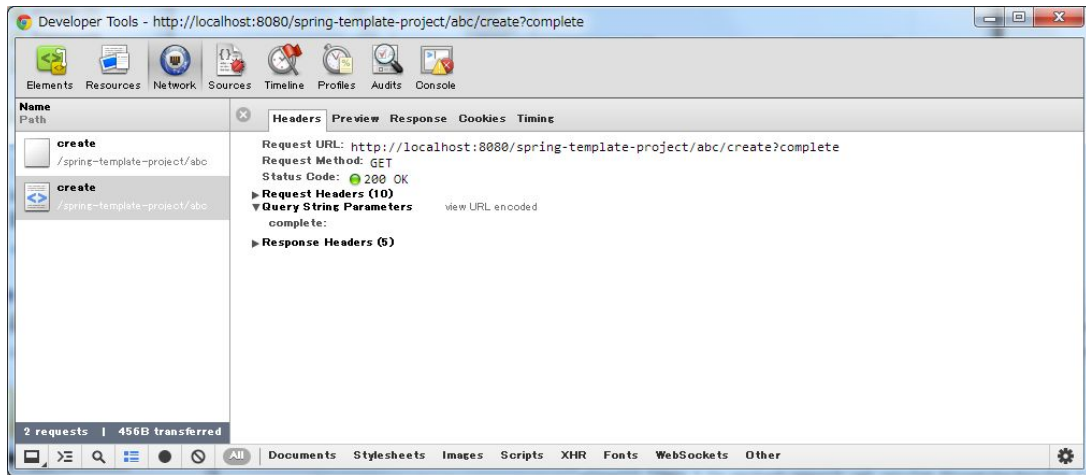 Developer Tools - http://localhost:8080/spring-template-project/abc/create?complete
Elements Resources Network Sources Timeline Profiles Audits Console
Name
Path
Headers Preview Response Cookies Timing
create
/spring-template-project/abc
create
/spring-template-project/abc
Request URL: http://localhost:8080/spring-template-project/abc/create?complete
Request Method: GET
Status Code: 200 OK
Request Headers (10)
Query String Parameters view URL encoded
complete:
Response Headers (5)
2 requests | 456B transferred
All Documents Stylesheets Images Scripts XHR Fonts WebSockets Other